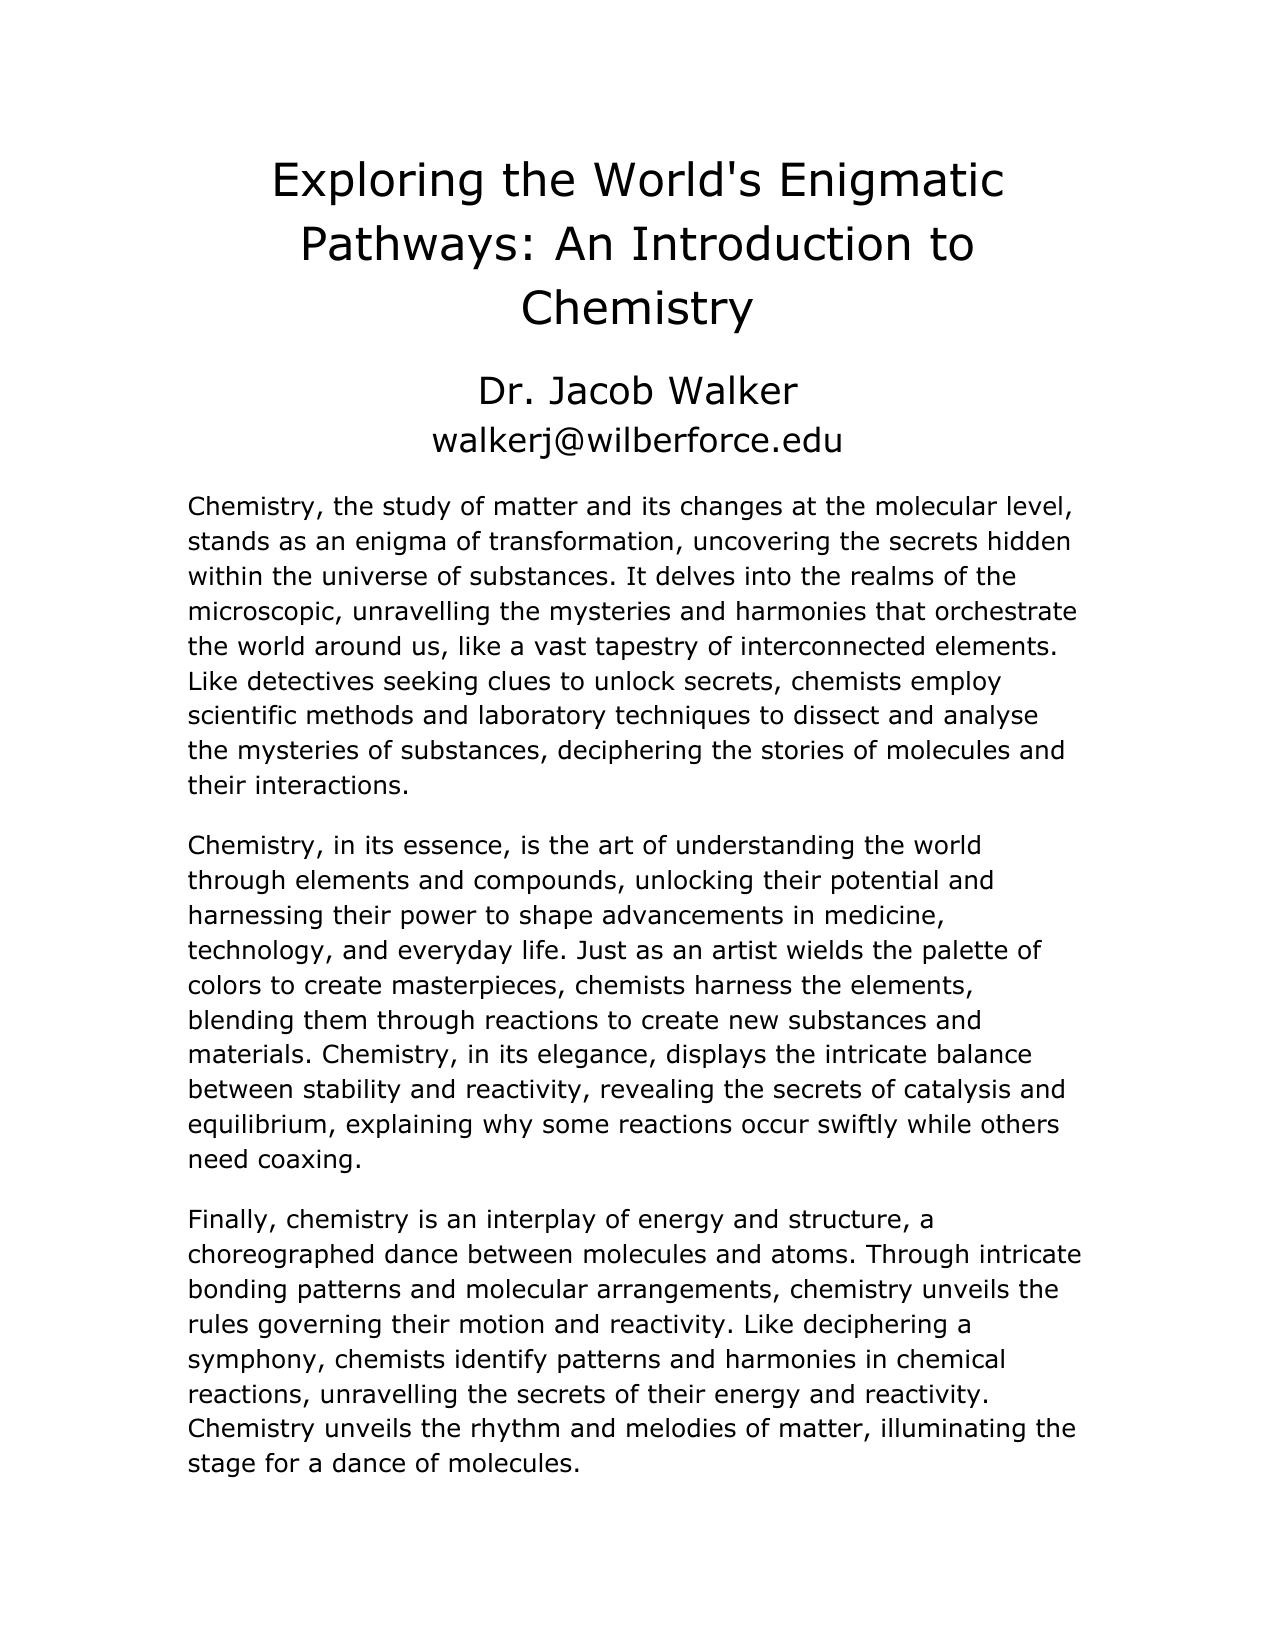 Exploring the World's Enigmatic
Pathways: An Introduction to
Chemistry
Dr. Jacob Walker
walkerj@wilberforce.edu
Chemistry, the study of matter and its changes at the molecular level,
stands as an enigma of transformation, uncovering the secrets hidden
within the universe of substances. It delves into the realms of the
microscopic, unravelling the mysteries and harmonies that orchestrate
the world around us, like a vast tapestry of interconnected elements.
Like detectives seeking clues to unlock secrets, chemists employ
scientific methods and laboratory techniques to dissect and analyse
the mysteries of substances, deciphering the stories of molecules and
their interactions.
Chemistry, in its essence, is the art of understanding the world
through elements and compounds, unlocking their potential and
harnessing their power to shape advancements in medicine,
technology, and everyday life. Just as an artist wields the palette of
colors to create masterpieces, chemists harness the elements,
blending them through reactions to create new substances and
materials. Chemistry, in its elegance, displays the intricate balance
between stability and reactivity, revealing the secrets of catalysis and
equilibrium, explaining why some reactions occur swiftly while others
need coaxing.
Finally, chemistry is an interplay of energy and structure, a
choreographed dance between molecules and atoms. Through intricate
bonding patterns and molecular arrangements, chemistry unveils the
rules governing their motion and reactivity. Like deciphering a
symphony, chemists identify patterns and harmonies in chemical
reactions, unravelling the secrets of their energy and reactivity.
Chemistry unveils the rhythm and melodies of matter, illuminating the
stage for a dance of molecules.